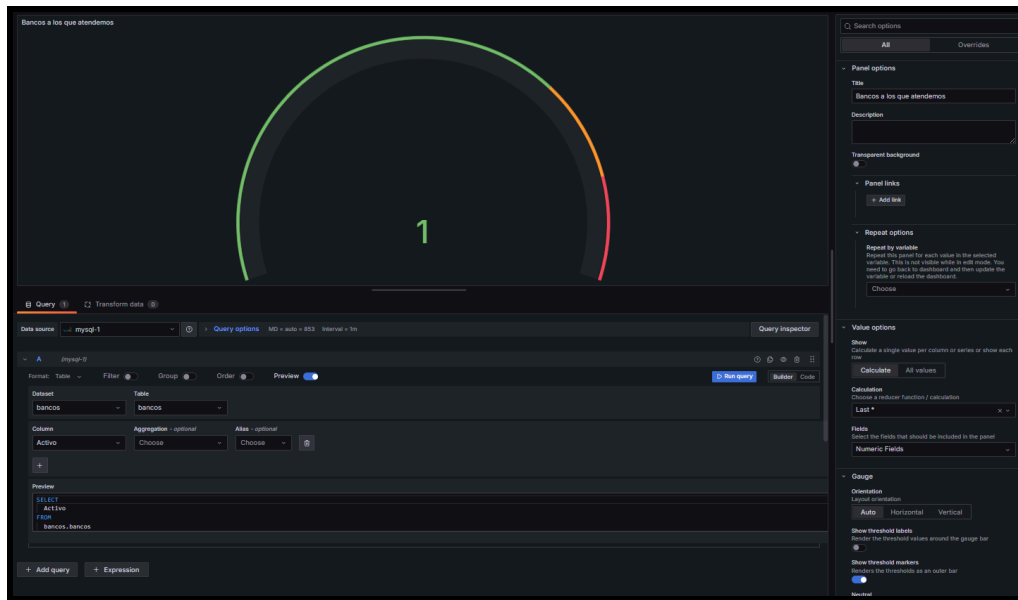 Bancos a los que atendemos
1
Query 1 Transform data 0
Data source mysql-1 Query options MD = auto = 853 Interval = 1m Query inspector
A (mysql-1)
Format: Table Filter Group Order Preview Run query Builder Code
Dataset Table
bancos bancos
Column Aggregation - optional Alias - optional
Activo Choose Choose
+
Preview
SELECT
Activo
FROM
bancos.bancos
+ Add query + Expression
Search options
All Overrides
Panel options
Title
Bancos a los que atendemos
Description
Transparent background
Panel links
+ Add link
Repeat options
Repeat by variable
Repeat this panel for each value in the selected
variable. This is not visible while in edit mode. You
need to go back to dashboard and then update the
variable or reload the dashboard.
Choose
Value options
Show
Calculate a single value per column or series or show each
row
Calculate All values
Calculation
Choose a reducer function / calculation
Last *
Fields
Select the fields that should be included in the panel
Numeric Fields
Gauge
Orientation
Layout orientation
Auto Horizontal Vertical
Show threshold labels
Render the threshold values around the gauge bar
Show threshold markers
Renders the thresholds as an outer bar
Neutral